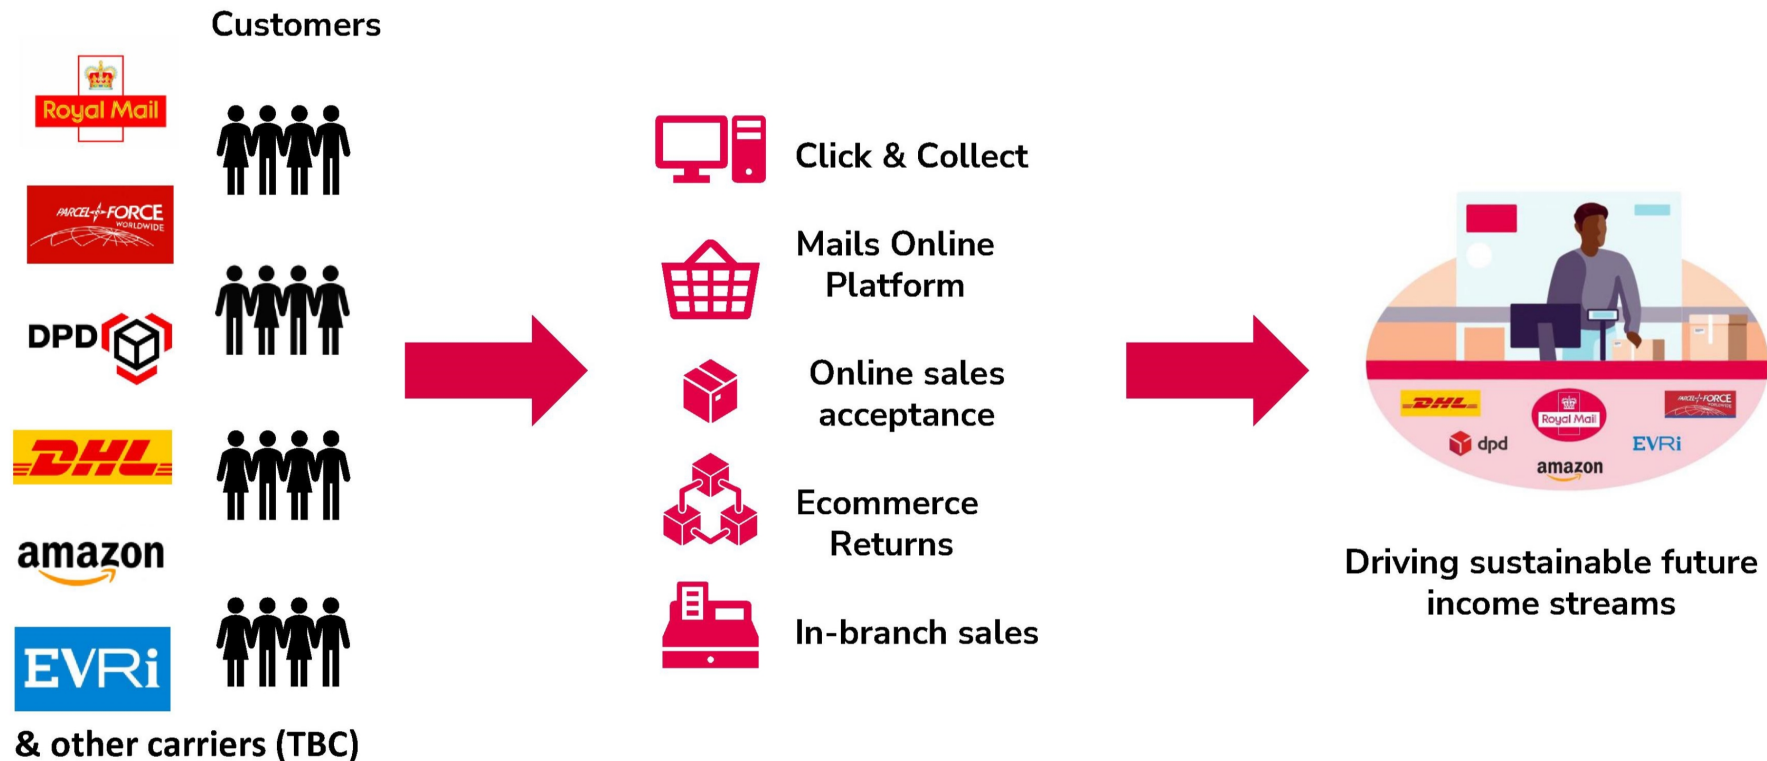 Customers
Royal Mail
PARCEL FORCE
WORLDWIDE
DPD
DHL
amazon
EVRi
& other carriers (TBC)
Click & Collect
Mails Online
Platform
Online sales
acceptance
Ecommerce
Returns
In-branch sales
DHL
Royal Mail
PARCEL FORCE
WORLDWIDE
dpd
amazon
EVRi
Driving sustainable future
income streams